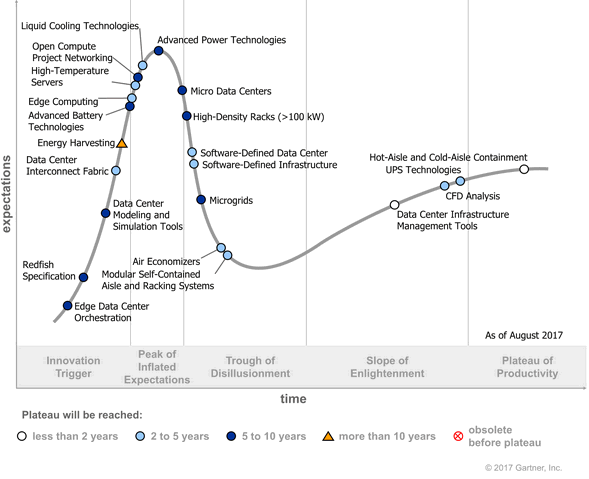 Liquid Cooling Technologies
Advanced Power Technologies
Open Compute
Project Networking
High-Temperature
Servers
Micro Data Centers
Edge Computing
High-Density Racks (>100 kW)
Advanced Battery
Technologies
Energy Harvesting
Software-Defined Data Center
Software-Defined Infrastructure
Data Center
Interconnect Fabric
Hot-Aisle and Cold-Aisle Containment
UPS Technologies
CFD Analysis
Microgrids
Data Center
Modeling and
Simulation Tools
Data Center Infrastructure
Management Tools
Air Economizers
Modular Self-Contained
Aisle and Racking Systems
Redfish
Specification
Edge Data Center
Orchestration
expectations
As of August 2017
Innovation
Trigger
Peak of
Inflated
Expectations
Trough of
Disillusionment
Slope of
Enlightenment
Plateau of
Productivity
time
Plateau will be reached:
less than 2 years
2 to 5 years
5 to 10 years
more than 10 years
obsolete
before plateau
© 2017 Gartner, Inc.